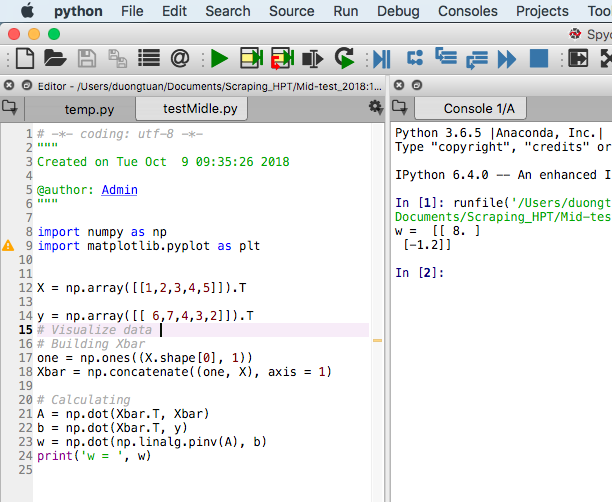 python File Edit Search Source Run Debug Consoles Projects
Editor - /Users/duongtuan/Documents/Scraping_HPT/Mid-test_2018:1...
temp.py testMidle.py
Console 1/A
1 # -*- coding: utf-8 -*-
2 """
3 Created on Tue Oct  9 09:35:26 2018
4
5 @author: Admin
6 """
7
8 import numpy as np
9 import matplotlib.pyplot as plt
10
11
12 X = np.array([[1,2,3,4,5]]).T
13
14 y = np.array([[ 6,7,4,3,2]]).T
15 # Visualize data
16 # Building Xbar
17 one = np.ones((X.shape[0], 1))
18 Xbar = np.concatenate((one, X), axis = 1)
19
20 # Calculating
21 A = np.dot(Xbar.T, Xbar)
22 b = np.dot(Xbar.T, y)
23 w = np.dot(np.linalg.pinv(A), b)
24 print('w = ', w)
25
Python 3.6.5 |Anaconda, Inc.|
Type "copyright", "credits" or
IPython 6.4.0 -- An enhanced I
In [1]: runfile('/Users/duongt
Documents/Scraping_HPT/Mid-tes
w =  [[ 8. ]
 [-1.2]]
In [2]: